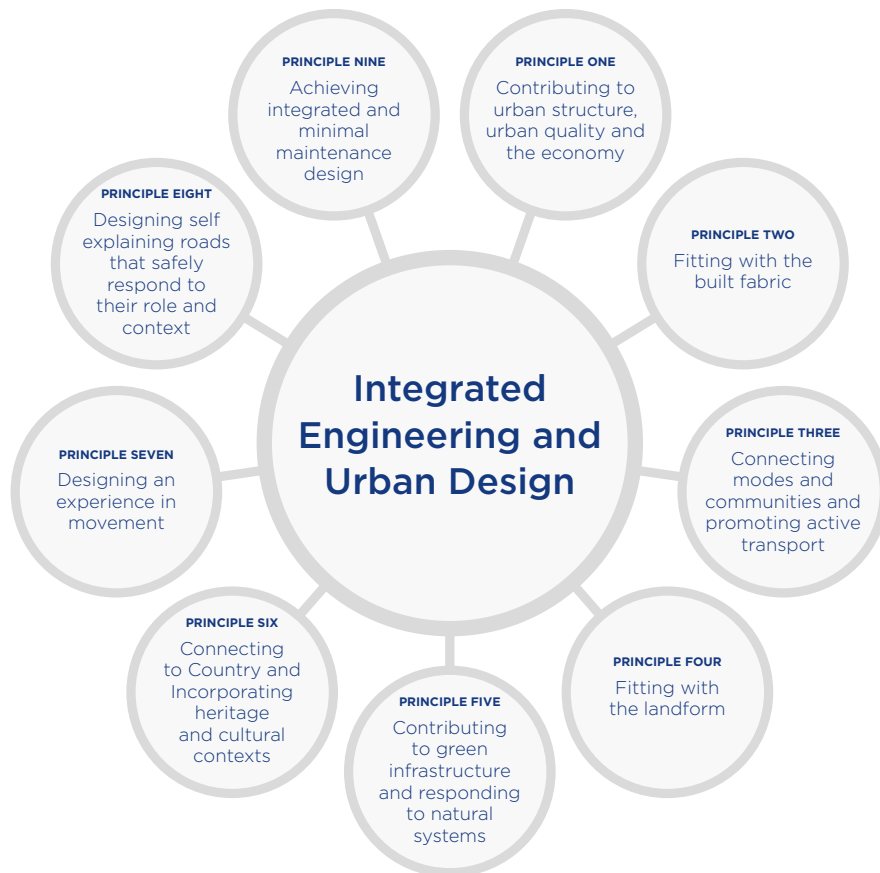 Integrated
Engineering and
Urban Design
PRINCIPLE ONE
Contributing to
urban structure,
urban quality and
the economy
PRINCIPLE TWO
Fitting with the
built fabric
PRINCIPLE THREE
Connecting
modes and
communities and
promoting active
transport
PRINCIPLE FOUR
Fitting with
the landform
PRINCIPLE FIVE
Contributing
to green
infrastructure
and responding
to natural
systems
PRINCIPLE SIX
Connecting
to Country and
Incorporating
heritage
and cultural
contexts
PRINCIPLE SEVEN
Designing an
experience in
movement
PRINCIPLE EIGHT
Designing self
explaining roads
that safely
respond to
their role and
context
PRINCIPLE NINE
Achieving
integrated and
minimal
maintenance
design